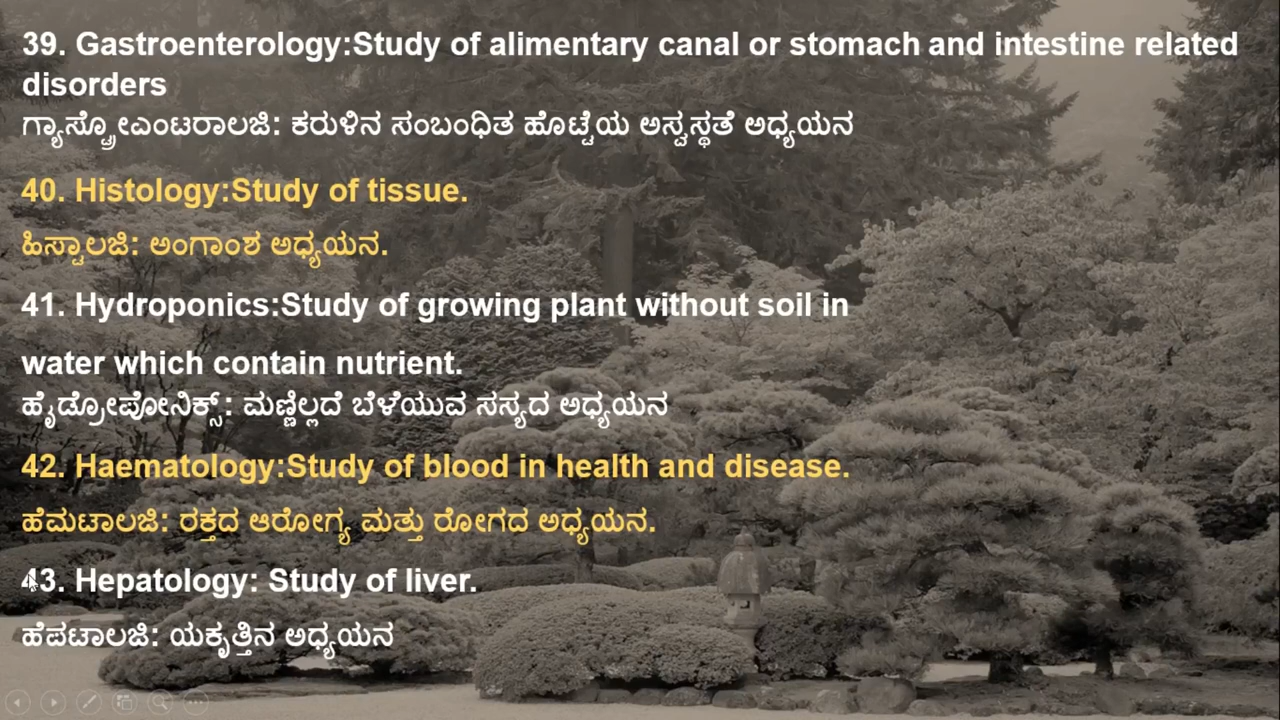 39. Gastroenterology:Study of alimentary canal or stomach and intestine related
disorders
ಗ್ಯಾಸ್ಟ್ರೋಎಂಟರಾಲಜಿ: ಕರುಳಿನ ಸಂಬಂಧಿತ ಹೊಟ್ಟೆಯ ಅಸ್ವಸ್ಥತೆ ಅಧ್ಯಯನ
40. Histology:Study of tissue.
ಹಿಸ್ಟಾಲಜಿ: ಅಂಗಾಂಶ ಅಧ್ಯಯನ.
41. Hydroponics:Study of growing plant without soil in
water which contain nutrient.
ಹೈಡ್ರೋಪೋನಿಕ್ಸ್: ಮಣ್ಣಿಲ್ಲದೆ ಬೆಳೆಯುವ ಸಸ್ಯದ ಅಧ್ಯಯನ
42. Haematology:Study of blood in health and disease.
ಹೆಮಟಾಲಜಿ: ರಕ್ತದ ಆರೋಗ್ಯ ಮತ್ತು ರೋಗದ ಅಧ್ಯಯನ.
43. Hepatology: Study of liver.
ಹೆಪಟಾಲಜಿ: ಯಕೃತ್ತಿನ ಅಧ್ಯಯನ